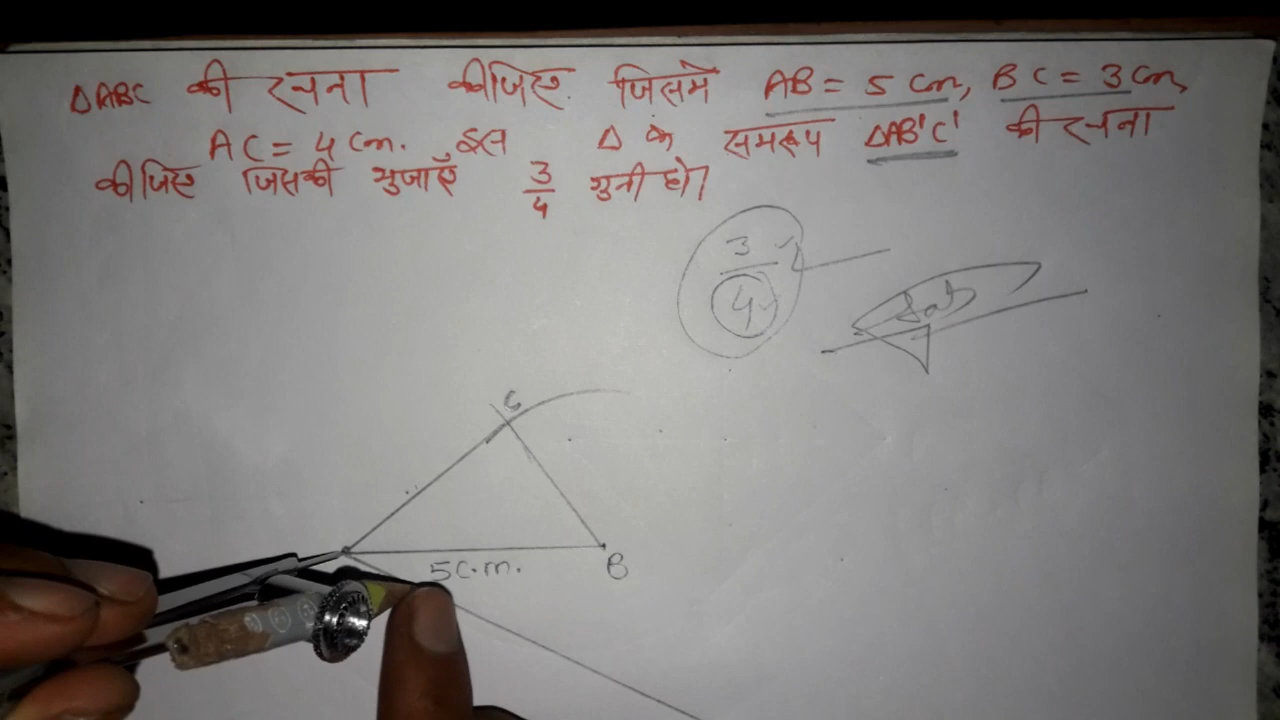 ΔABC की रचना कीजिए. जिसमें AB = 5 Cm, BC = 3 Cm,
AC = 4 Cm. इस Δ के समरूप ΔAB'C' की रचना
कीजिए जिसकी भुजाएँ 3/4 गुनी हो।
3
4
C
B
5C.m.